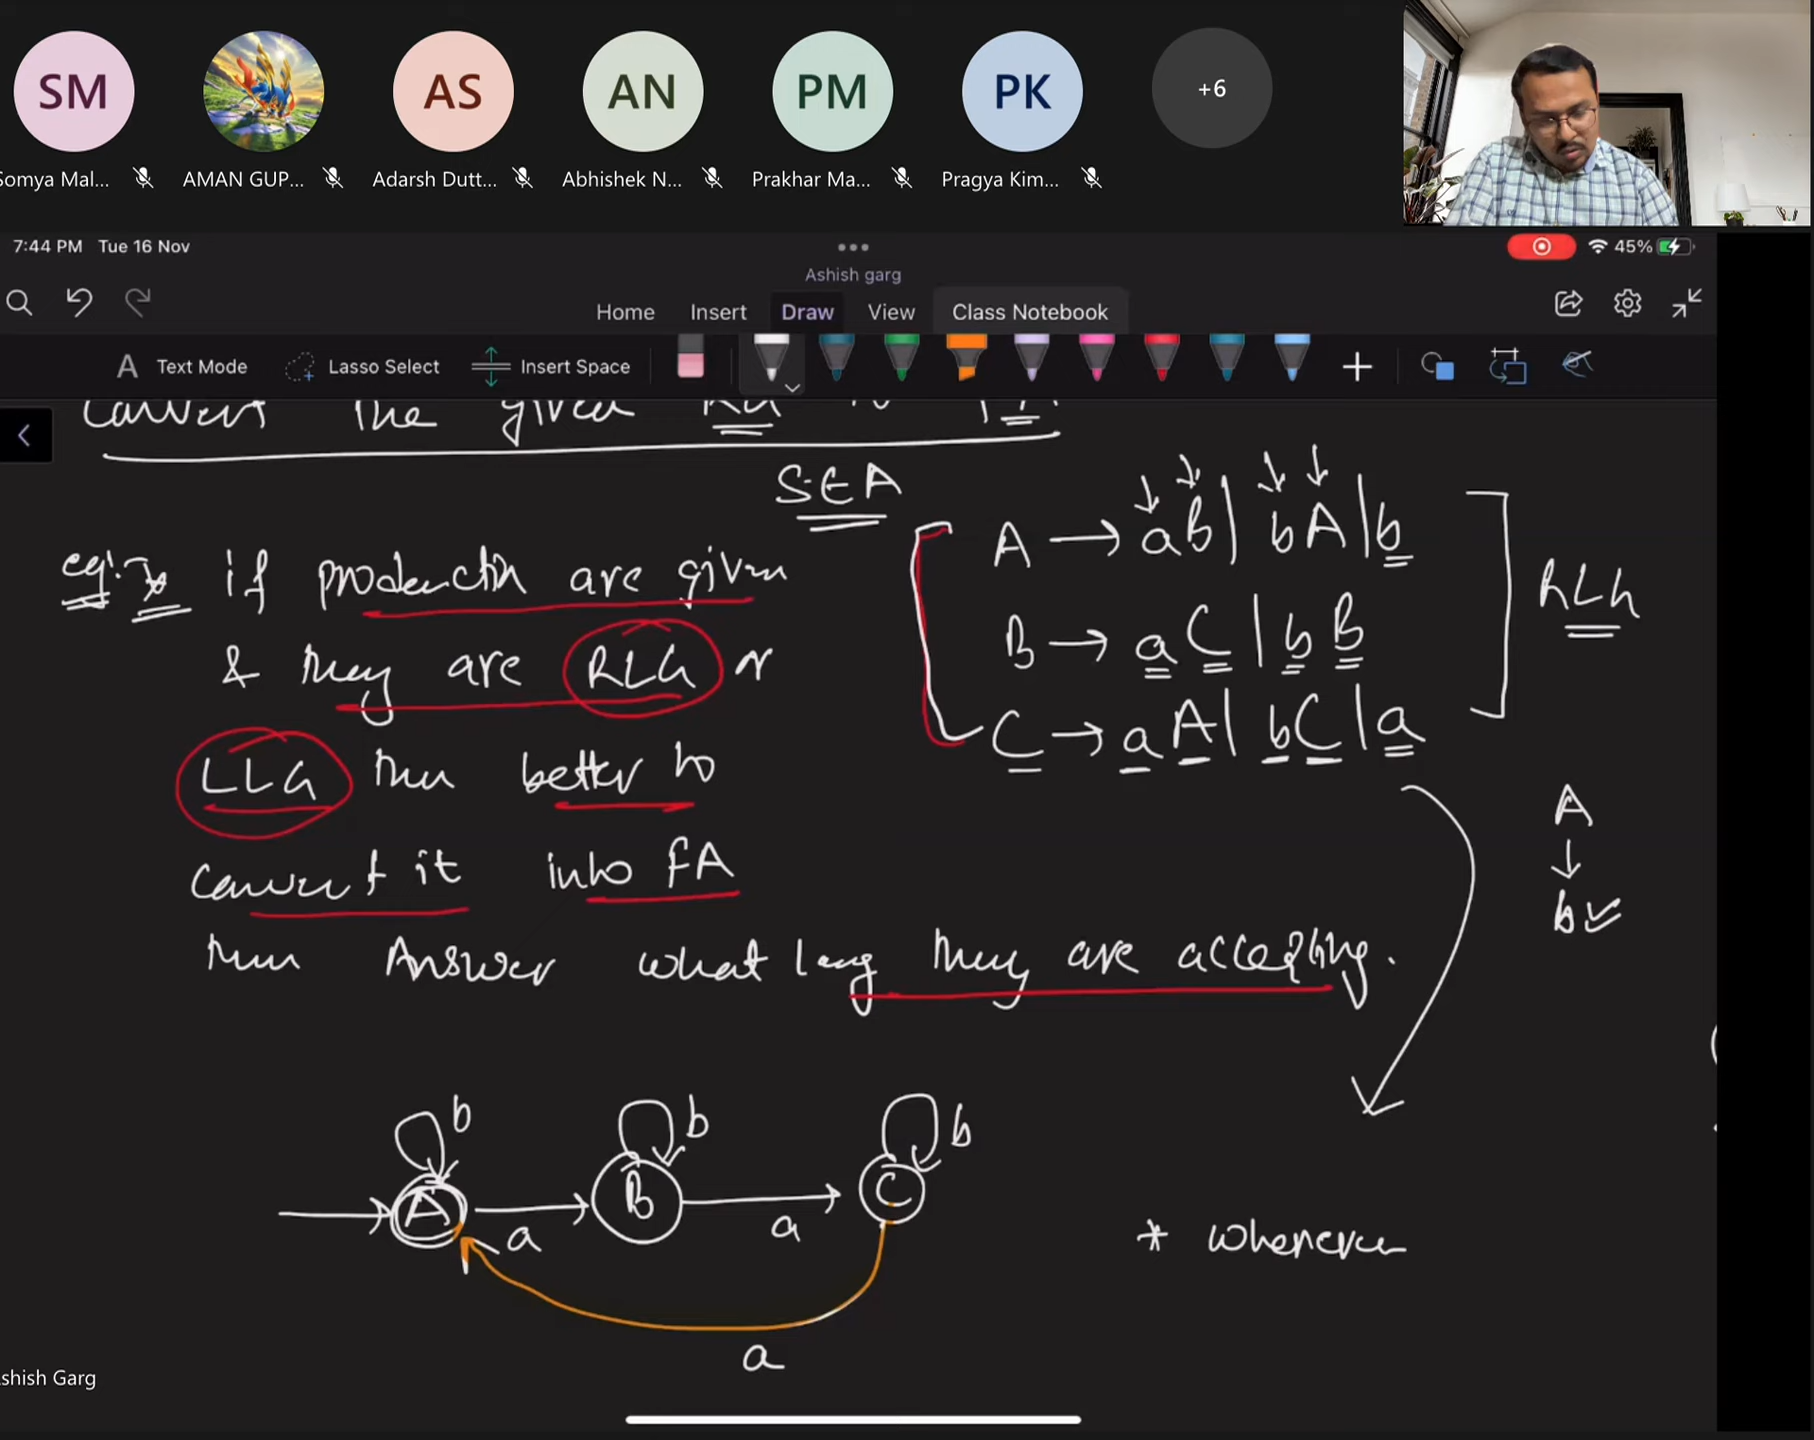 SM
AS
AN
PM
PK
+6
Somya Mal...
AMAN GUP...
Adarsh Dutt...
Abhishek N...
Prakhar Ma...
Pragya Kim...
7:44 PM Tue 16 Nov
45%
Ashish garg
Home Insert Draw View Class Notebook
A Text Mode Lasso Select Insert Space
Convert the given RG to FA
S∈A
A → aB | bA | b
B → aC | bB
C → aA | bC | a
RLG
eg:
if production are given
& they are RLG or
LLG then better to
convert it into FA
then Answer what lang they are accepting.
A
↓
b✓
b
b
b
A
B
C
a
a
a
* whenever
shish Garg